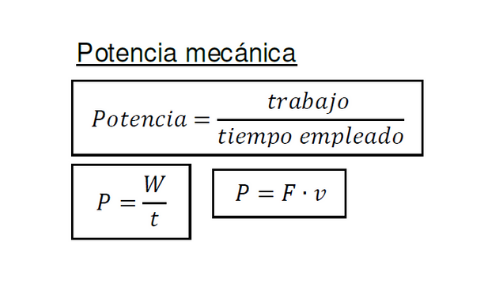 Potencia mecánica
Potencia = trabajo / tiempo empleado
P = W / t
P = F · v